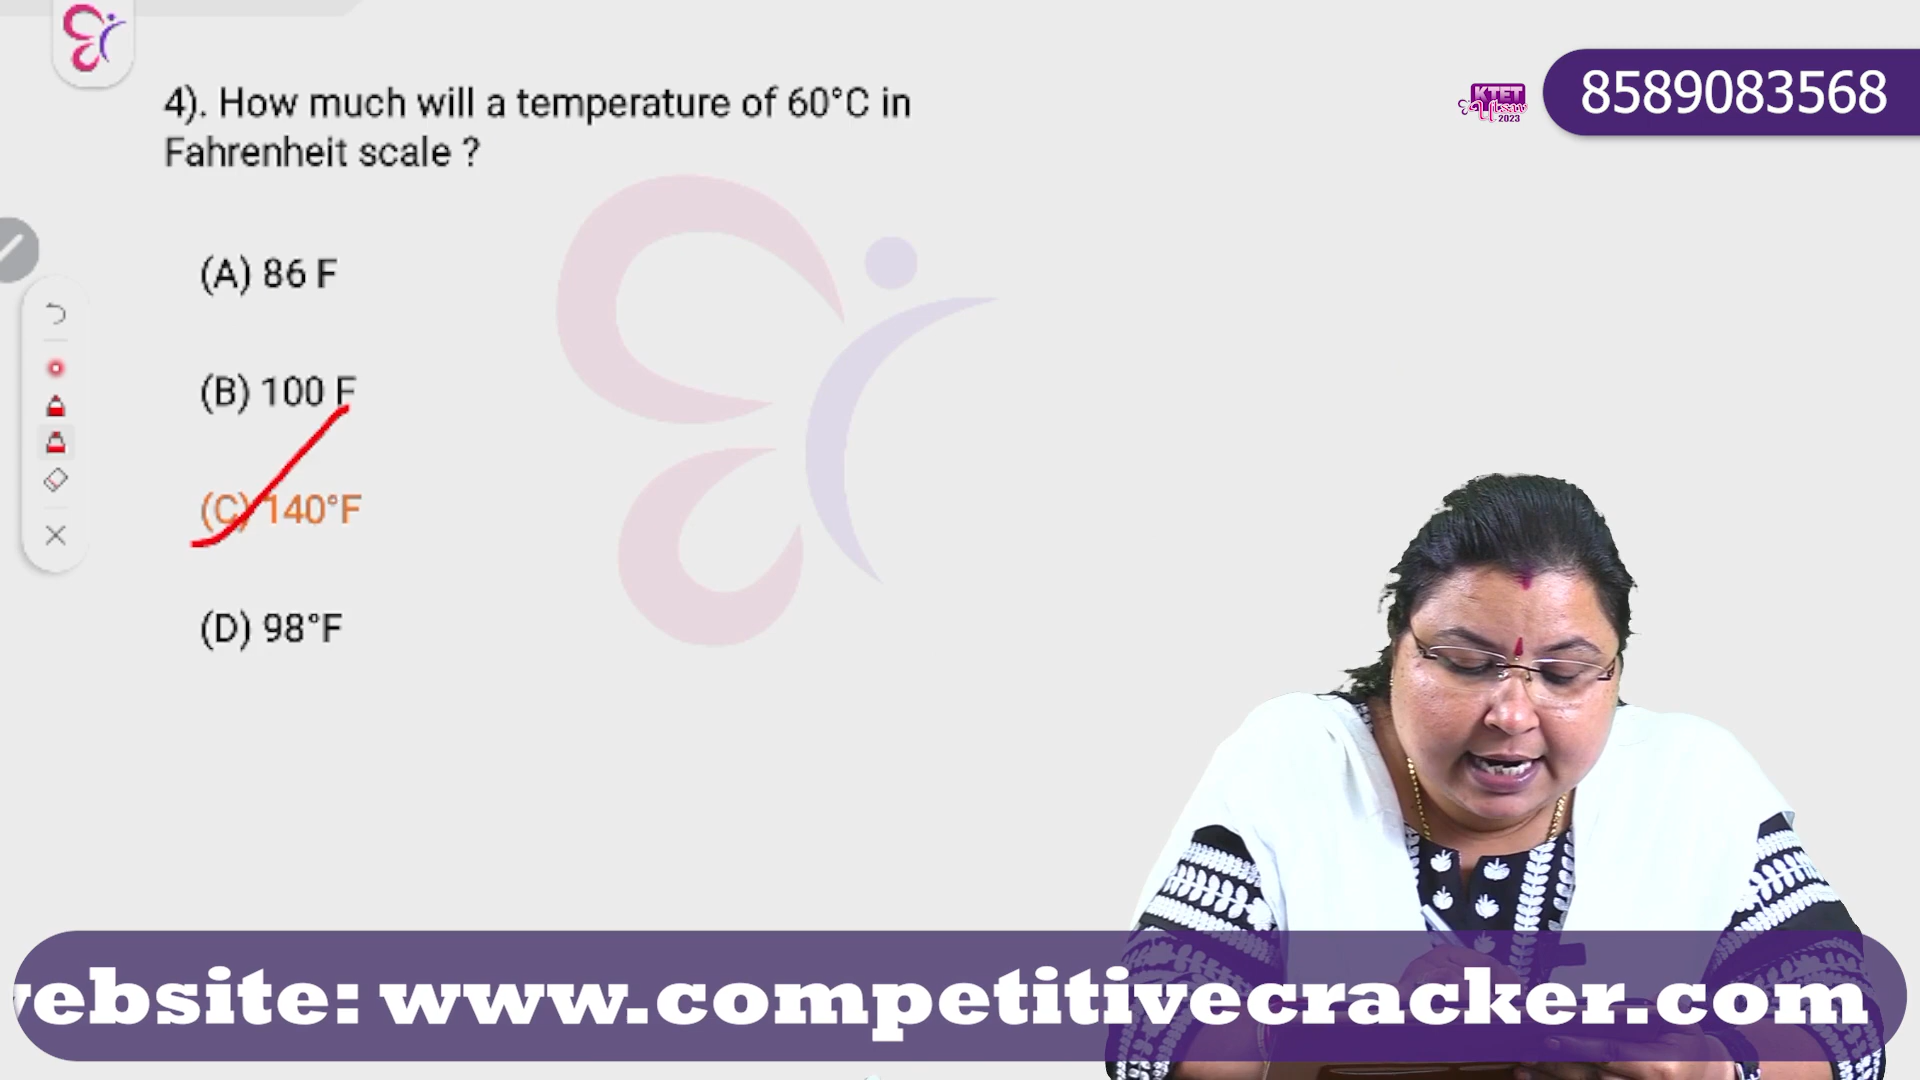 4). How much will a temperature of 60°C in
Fahrenheit scale ?
(A) 86 F
(B) 100 F
(C) 140°F
(D) 98°F
KTET
Utsav
2023
8589083568
ebsite: www.competitivecracker.com